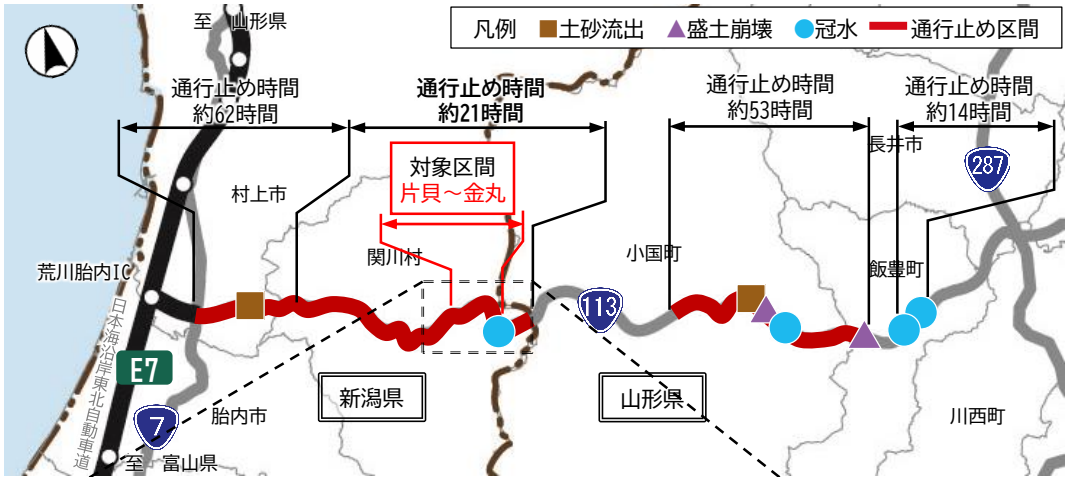 至 山形県
凡例 土砂流出 盛土崩壊 冠水 通行止め区間
通行止め時間
約62時間
通行止め時間
約21時間
通行止め時間
約53時間
通行止め時間
約14時間
長井市
287
対象区間
片貝～金丸
村上市
関川村
小国町
飯豊町
荒川胎内IC
113
日本海沿岸東北自動車道
E7
7
新潟県
山形県
胎内市
川西町
至 富山県